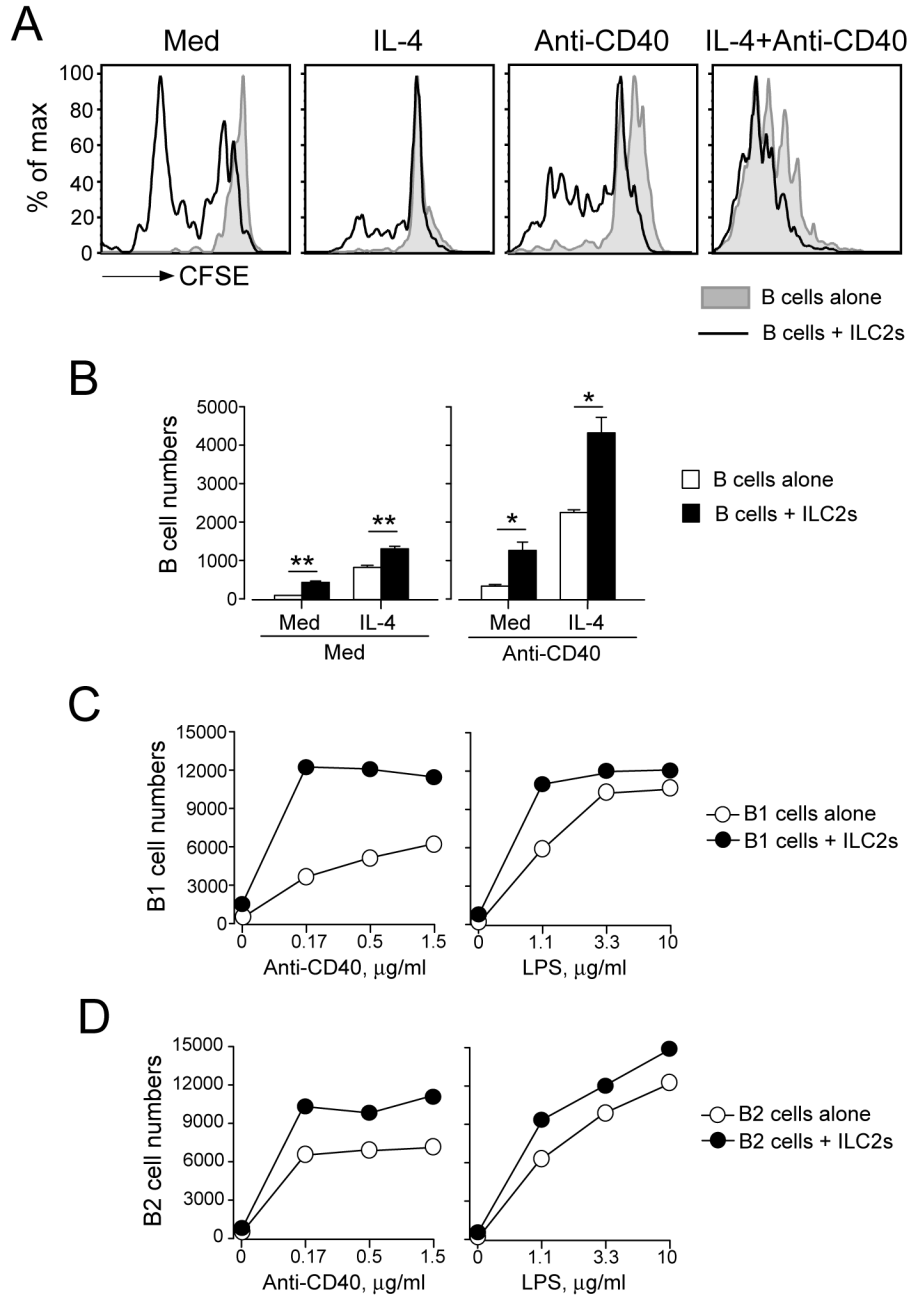 A
Med
IL-4
Anti-CD40
IL-4+Anti-CD40
% of max
100
80
60
40
20
0
CFSE
B cells alone
B cells + ILC2s
B
B cell numbers
5000
4000
3000
2000
1000
0
**
**
*
*
Med
IL-4
Med
IL-4
Med
Anti-CD40
B cells alone
B cells + ILC2s
C
B1 cell numbers
15000
12000
9000
6000
3000
0
0
0.17
0.5
1.5
0
1.1
3.3
10
Anti-CD40, μg/ml
LPS, μg/ml
B1 cells alone
B1 cells + ILC2s
D
B2 cell numbers
15000
12000
9000
6000
3000
0
0
0.17
0.5
1.5
0
1.1
3.3
10
Anti-CD40, μg/ml
LPS, μg/ml
B2 cells alone
B2 cells + ILC2s